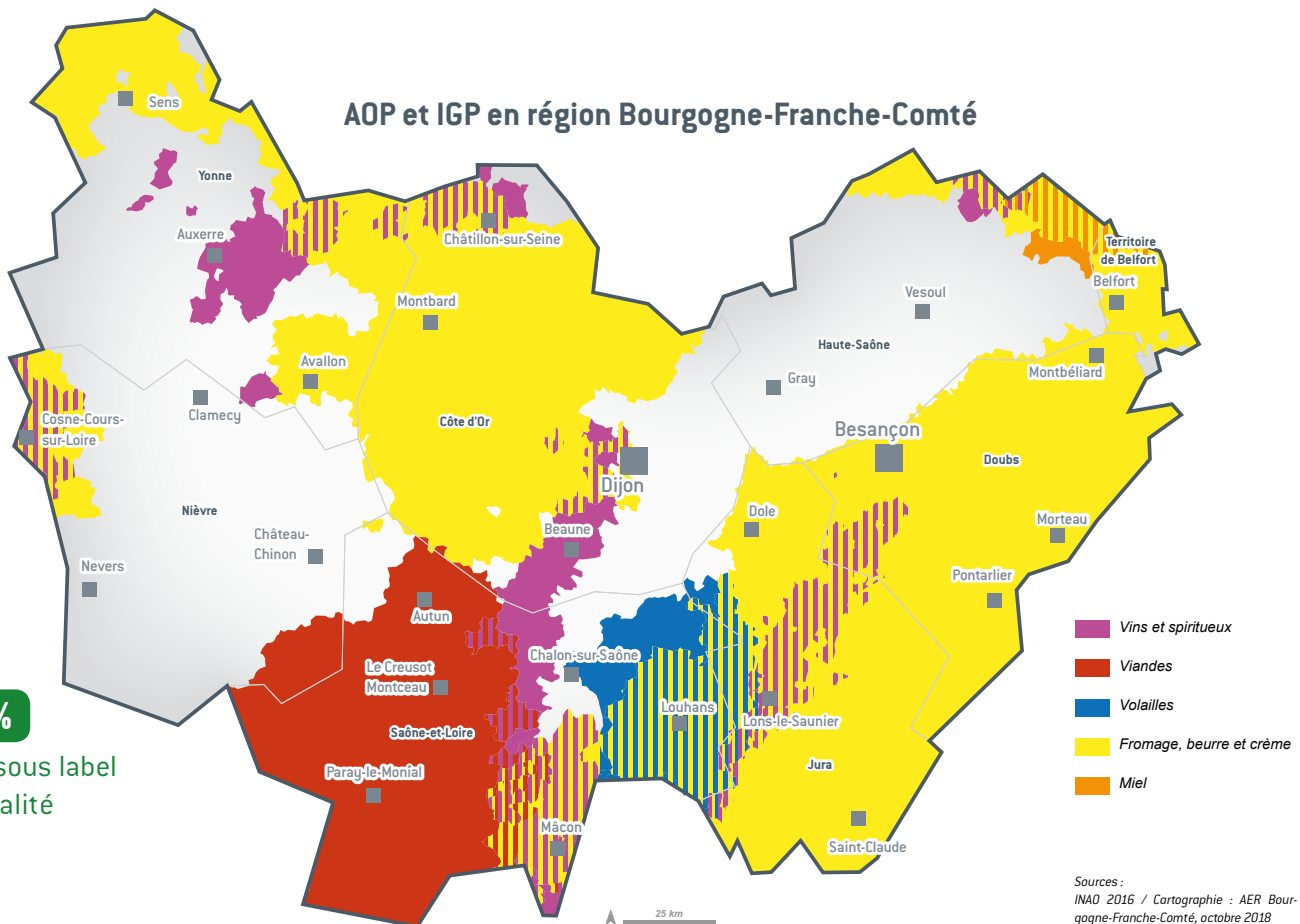 AOP et IGP en région Bourgogne-Franche-Comté
Sens
Yonne
Auxerre
Châtillon-sur-Seine
Territoire
de Belfort
Belfort
Montbard
Vesoul
Haute-Saône
Avallon
Montbéliard
Gray
Clamecy
Cosne-Cours-
sur-Loire
Côte d'Or
Besançon
Doubs
Dijon
Nièvre
Dole
Morteau
Beaune
Château-
Chinon
Nevers
Pontarlier
Autun
Chalon-sur-Saône
Le Creusot
Montceau
Louhans
Lons-le-Saunier
Saône-et-Loire
Jura
Paray-le-Monial
Mâcon
Saint-Claude
%
sous label
alité
Vins et spiritueux
Viandes
Volailles
Fromage, beurre et crème
Miel
25 km
Sources :
INAO 2016 / Cartographie : AER Bour-
gogne-Franche-Comté, octobre 2018